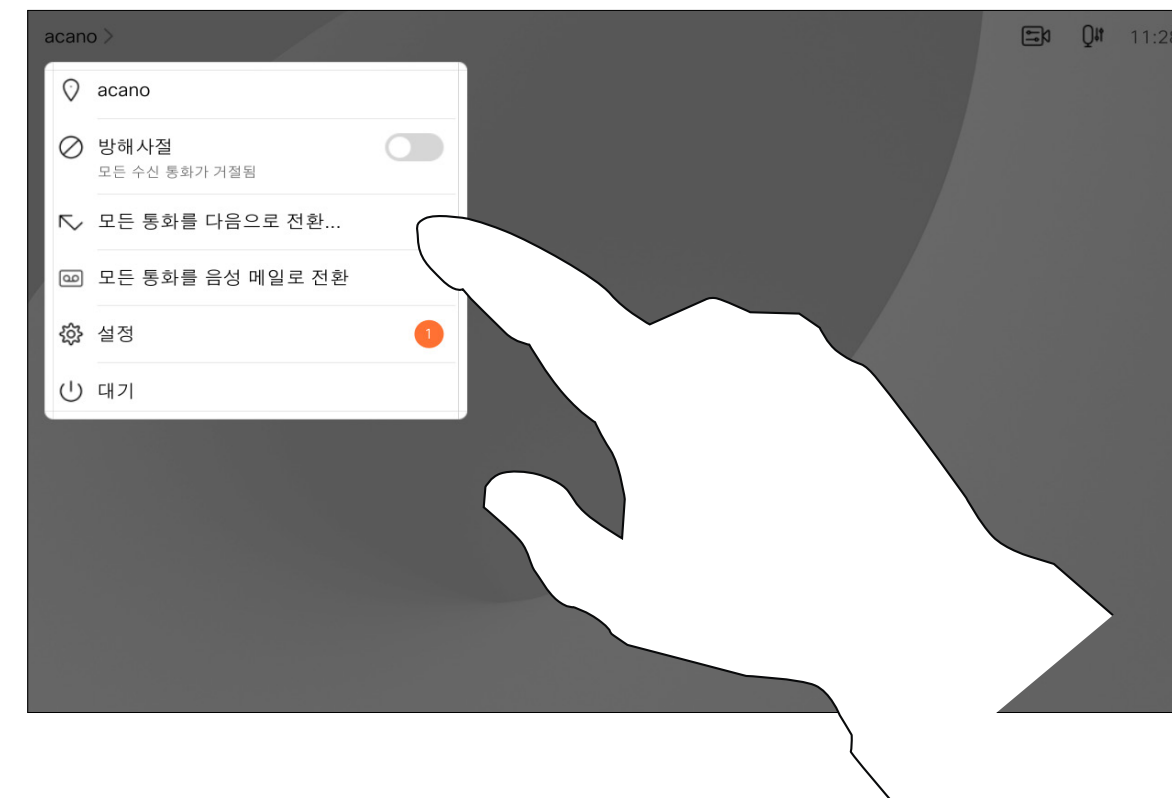 acano >
11:28
acano
방해사절
모든 수신 통화가 거절됨
모든 통화를 다음으로 전환...
모든 통화를 음성 메일로 전환
설정
1
대기